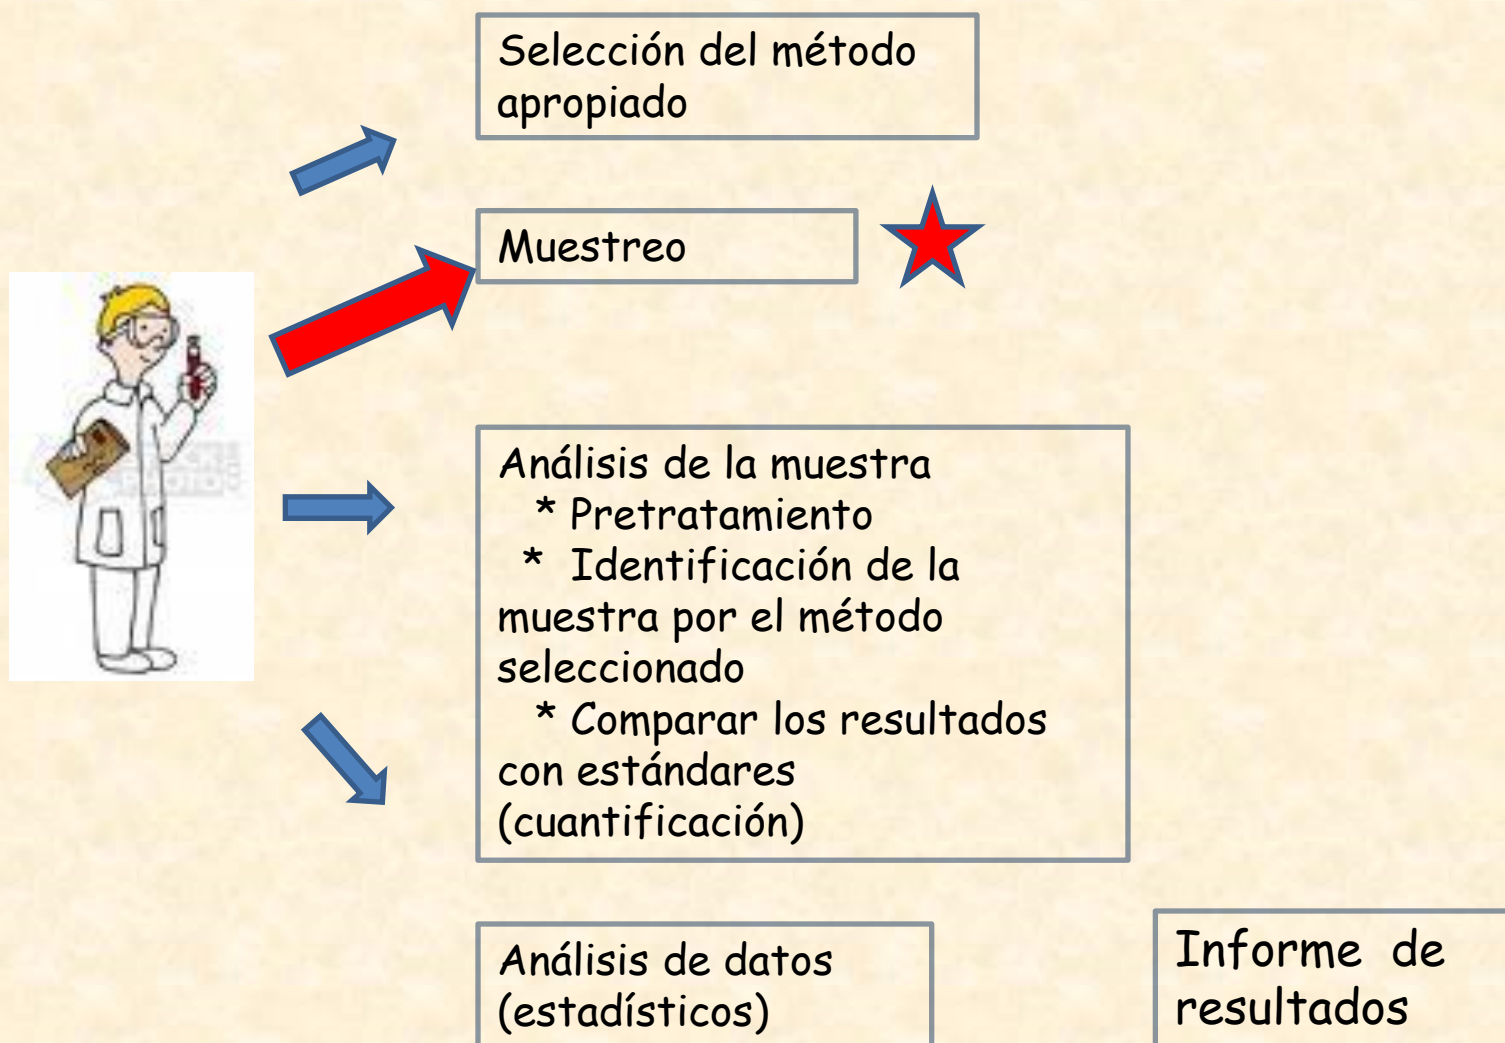 Selección del método
apropiado
Muestreo
Análisis de la muestra
* Pretratamiento
* Identificación de la
muestra por el método
seleccionado
* Comparar los resultados
con estándares
(cuantificación)
Análisis de datos
(estadísticos)
Informe de
resultados